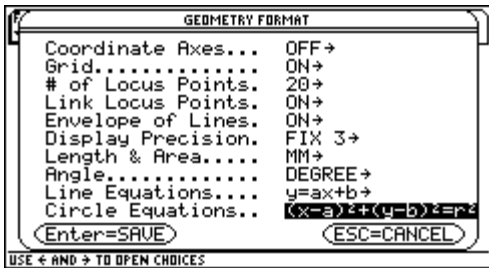 GEOMETRY FORMAT
Coordinate Axes... OFF→
Grid.............. ON→
# of Locus Points. 20→
Link Locus Points. ON→
Envelope of Lines. ON→
Display Precision. FIX 3→
Length & Area..... MM→
Angle............. DEGREE→
Line Equations.... y=ax+b→
Circle Equations.. (x-a)²+(y-b)²=r²
Enter=SAVE ESC=CANCEL
USE ← AND → TO OPEN CHOICES